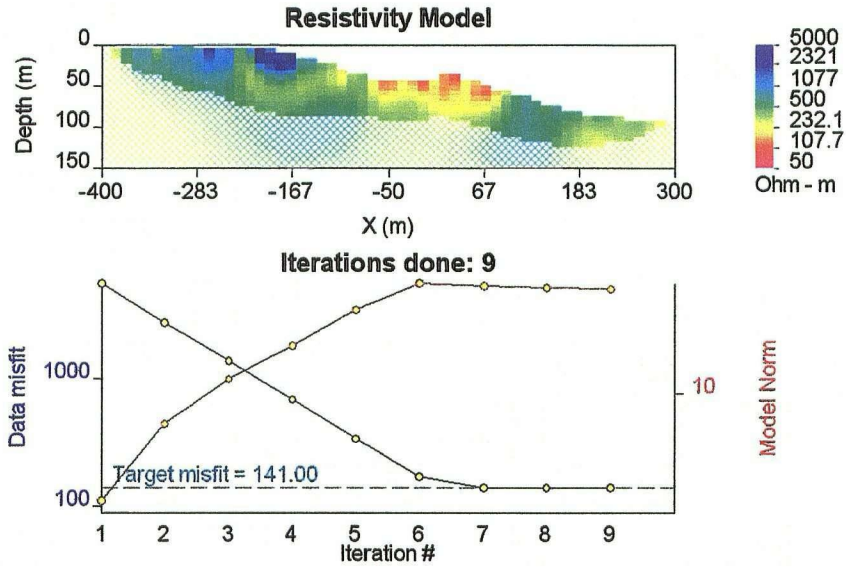 Resistivity Model
Depth (m)
0
50
100
150
-400 -283 -167 -50 67 183 300
X (m)
5000
2321
1077
500
232.1
107.7
50
Ohm - m
Iterations done: 9
Data misfit
1000
100
Target misfit = 141.00
10
Model Norm
1 2 3 4 5 6 7 8 9
Iteration #